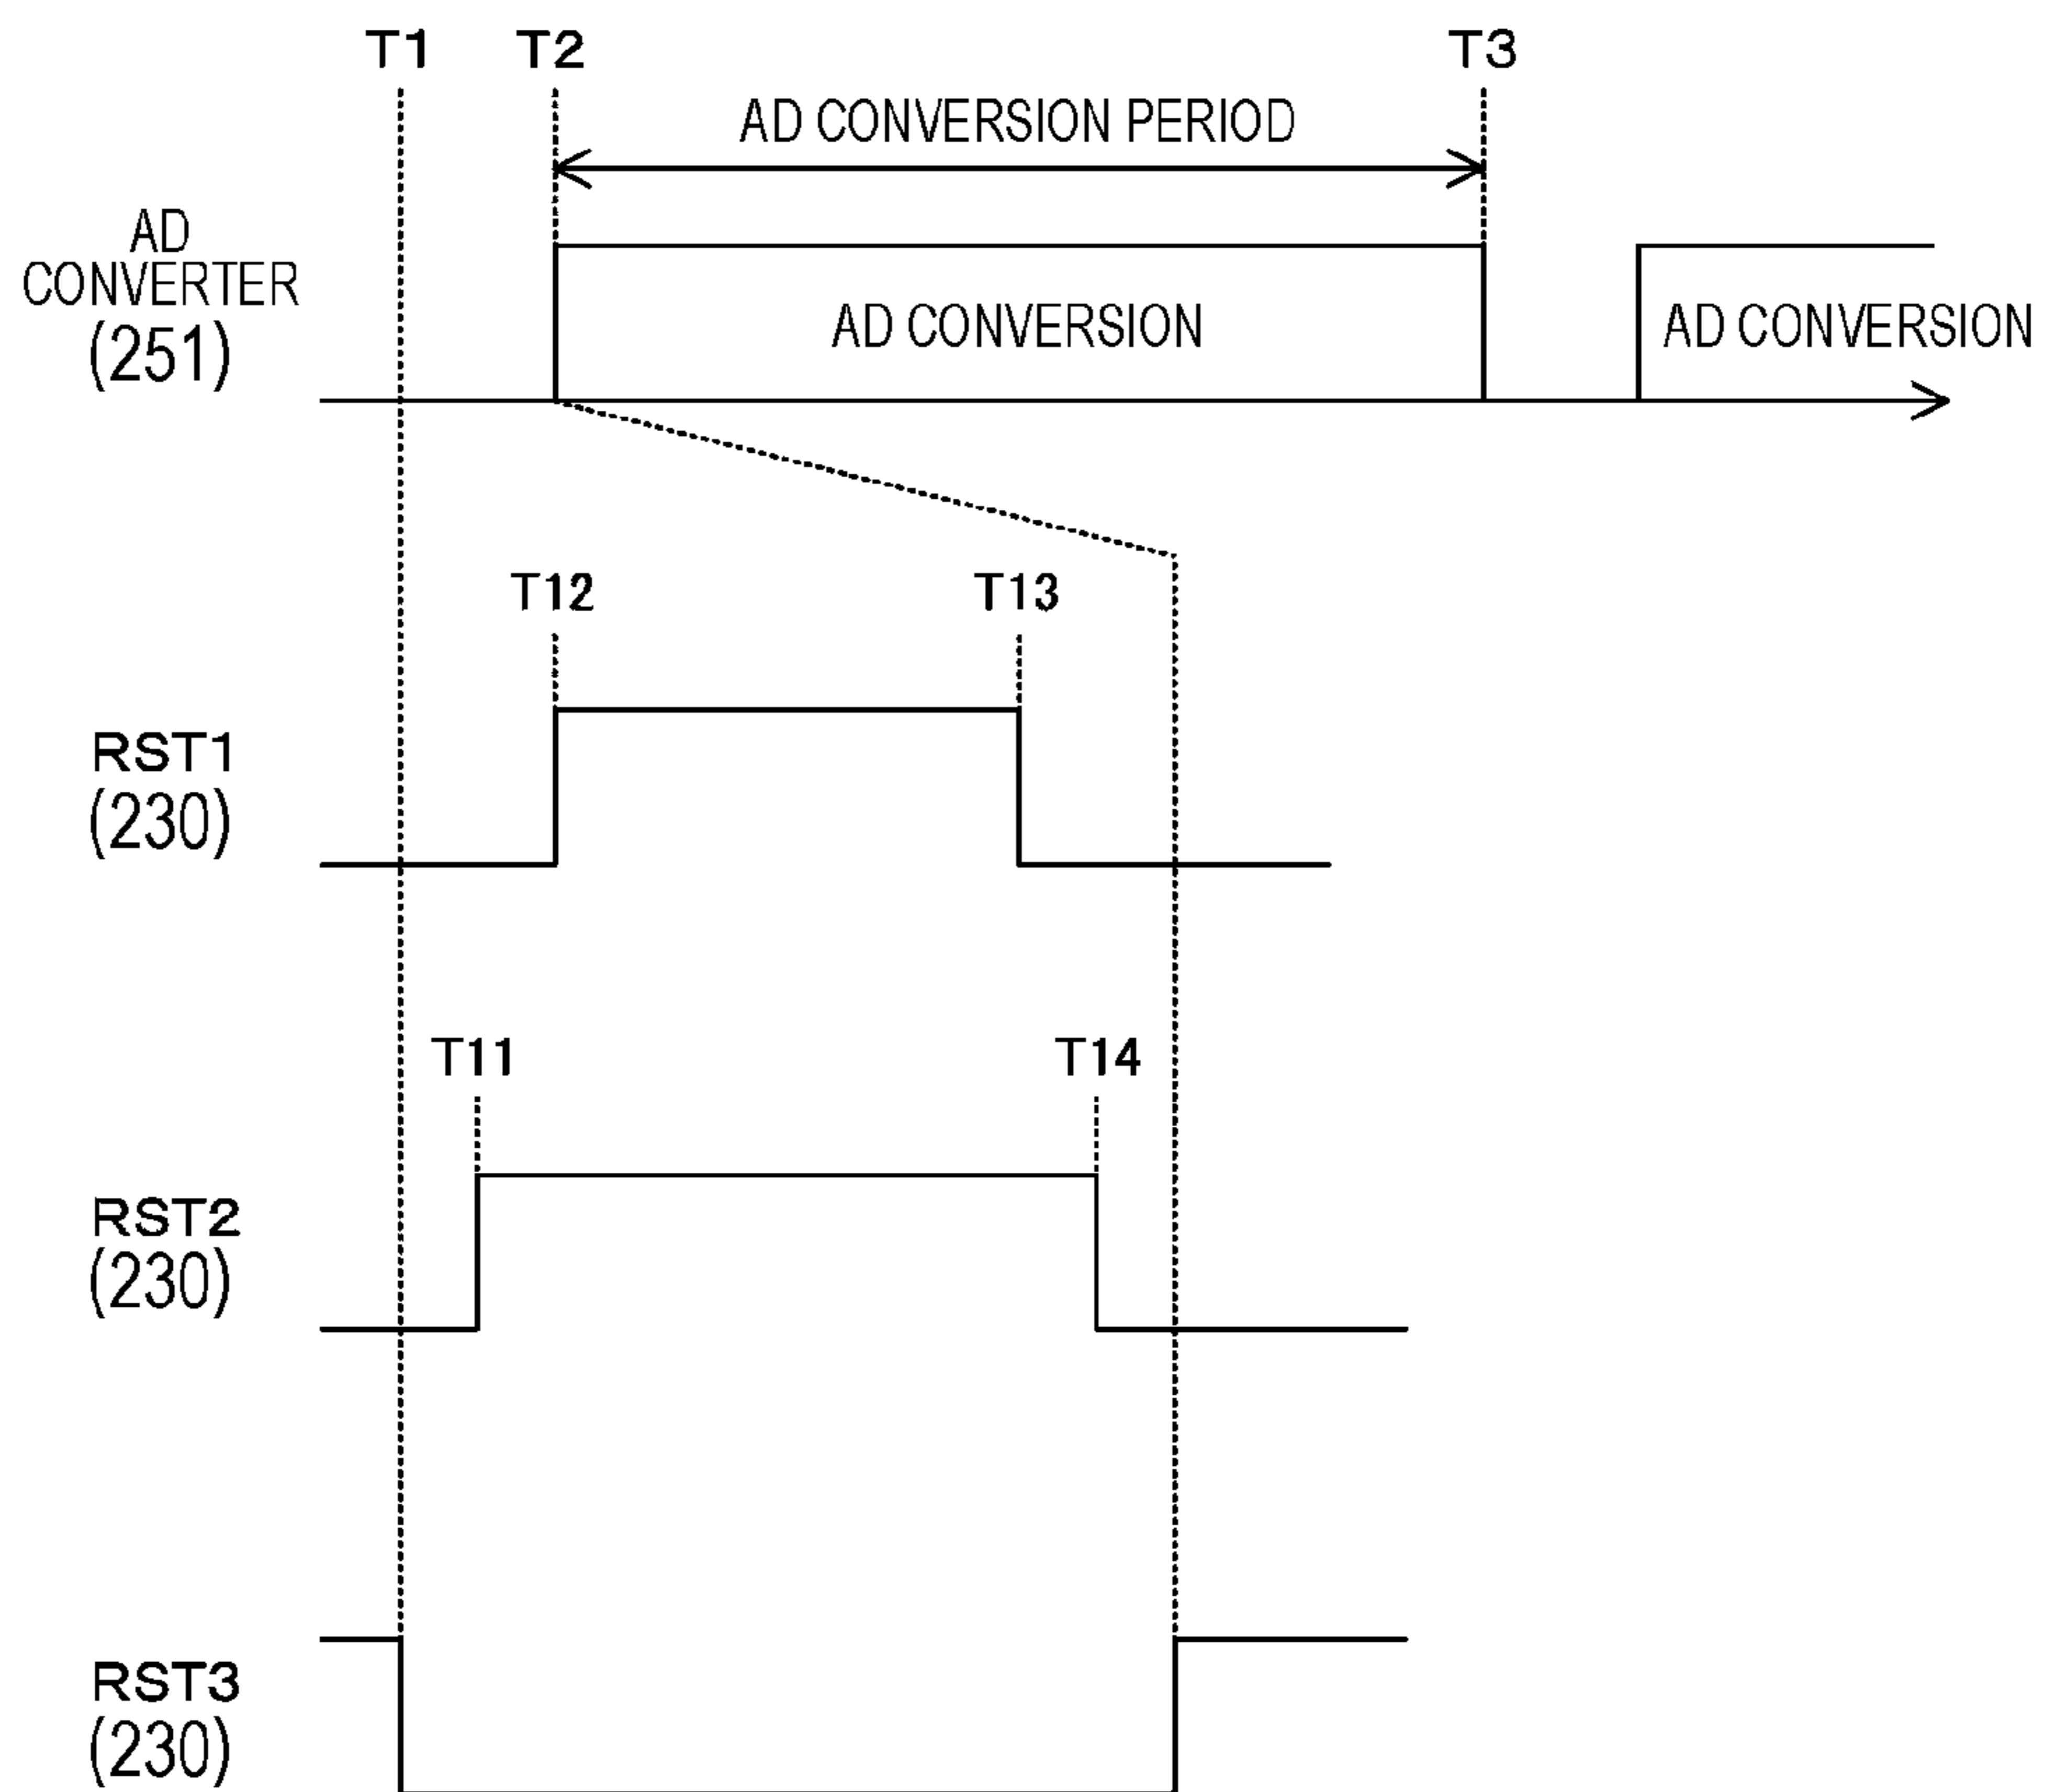 T1 T2 T3
AD CONVERSION PERIOD
AD
CONVERTER
(251)
AD CONVERSION AD CONVERSION
T12 T13
RST1
(230)
T11 T14
RST2
(230)
RST3
(230)